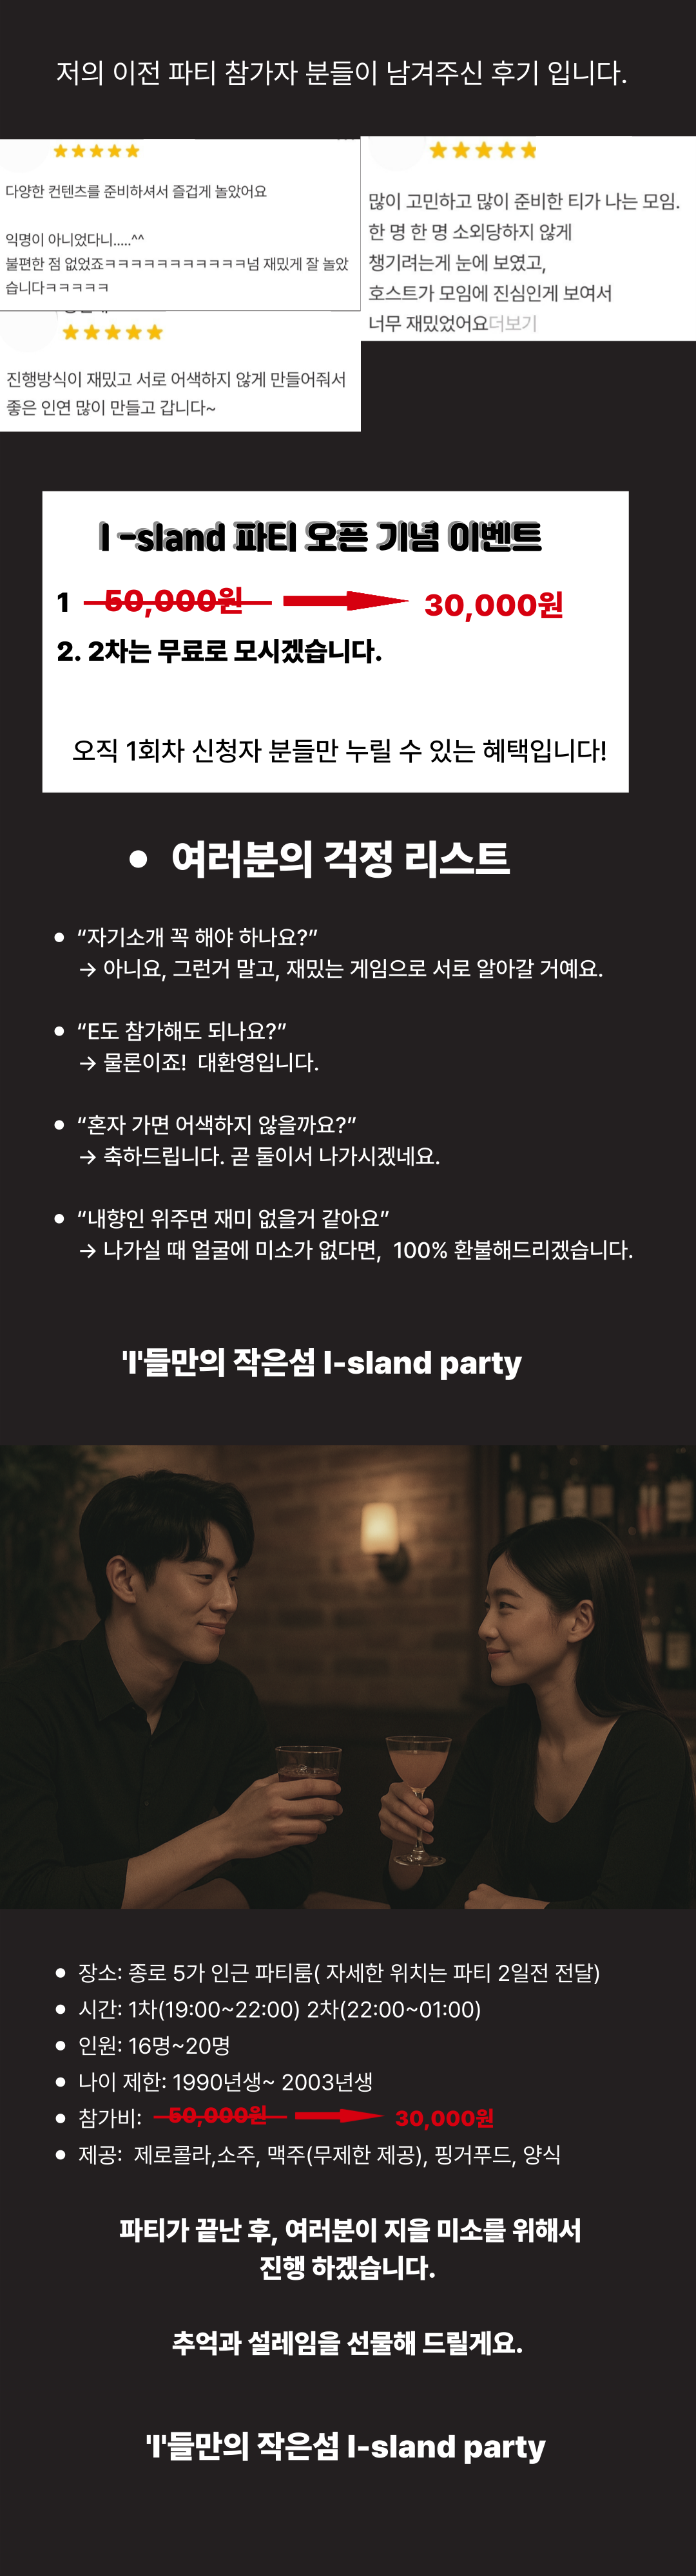 저의 이전 파티 참가자 분들이 남겨주신 후기 입니다.
다양한 컨텐츠를 준비하셔서 즐겁게 놀았어요
익명이 아니었다니.....^^
불편한 점 없었죠ㅋㅋㅋㅋㅋㅋㅋㅋㅋㅋㅋ넘 재밌게 잘 놀았
습니다ㅋㅋㅋㅋㅋ
많이 고민하고 많이 준비한 티가 나는 모임.
한 명 한 명 소외당하지 않게
챙기려는게 눈에 보였고,
호스트가 모임에 진심인게 보여서
너무 재밌었어요더보기
진행방식이 재밌고 서로 어색하지 않게 만들어줘서
좋은 인연 많이 만들고 갑니다~
I -sland 파티 오픈 기념 이벤트
1 50,000원 30,000원
2. 2차는 무료로 모시겠습니다.
오직 1회차 신청자 분들만 누릴 수 있는 혜택입니다!
• 여러분의 걱정 리스트
• “자기소개 꼭 해야 하나요?”
→ 아니요, 그런거 말고, 재밌는 게임으로 서로 알아갈 거예요.
• “E도 참가해도 되나요?”
→ 물론이죠! 대환영입니다.
• “혼자 가면 어색하지 않을까요?”
→ 축하드립니다. 곧 둘이서 나가시겠네요.
• “내향인 위주면 재미 없을거 같아요”
→ 나가실 때 얼굴에 미소가 없다면, 100% 환불해드리겠습니다.
'I'들만의 작은섬 I-sland party
• 장소: 종로 5가 인근 파티룸( 자세한 위치는 파티 2일전 전달)
• 시간: 1차(19:00~22:00) 2차(22:00~01:00)
• 인원: 16명~20명
• 나이 제한: 1990년생~ 2003년생
• 참가비: 50,000원 30,000원
• 제공: 제로콜라,소주, 맥주(무제한 제공), 핑거푸드, 양식
파티가 끝난 후, 여러분이 지을 미소를 위해서
진행 하겠습니다.
추억과 설레임을 선물해 드릴게요.
'I'들만의 작은섬 I-sland party